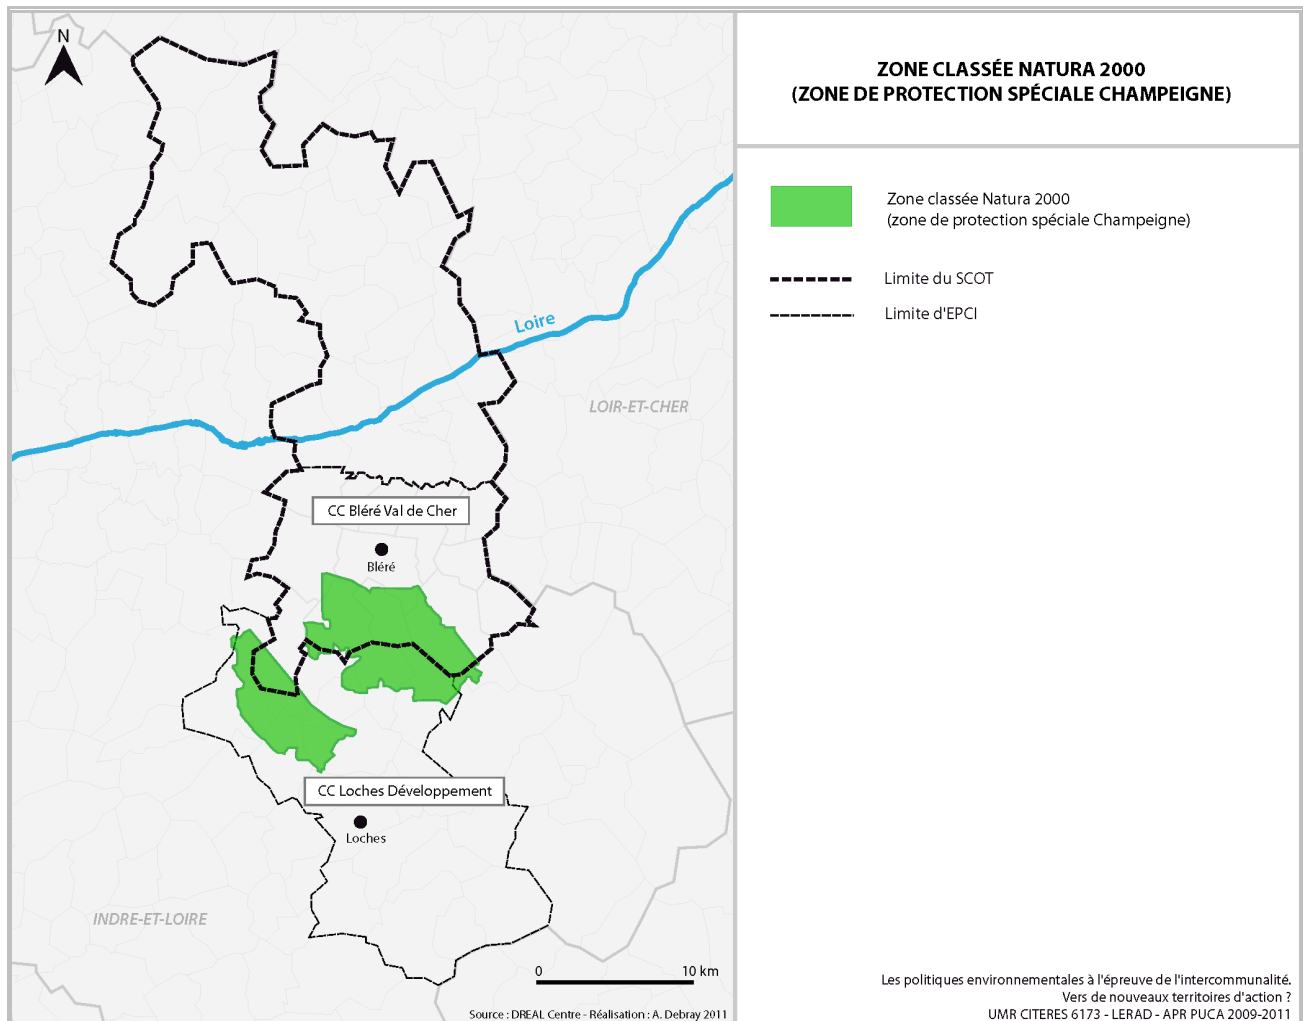 N
ZONE CLASSÉE NATURA 2000
(ZONE DE PROTECTION SPÉCIALE CHAMPEIGNE)
Zone classée Natura 2000
(zone de protection spéciale Champeigne)
Limite du SCOT
Limite d'EPCI
Loire
LOIR-ET-CHER
CC Bléré Val de Cher
Bléré
CC Loches Développement
Loches
INDRE-ET-LOIRE
0 10 km
Source : DREAL Centre - Réalisation : A. Debray 2011
Les politiques environnementales à l'épreuve de l'intercommunalité.
Vers de nouveaux territoires d'action ?
UMR CITERES 6173 - LERAD - APR PUCA 2009-2011